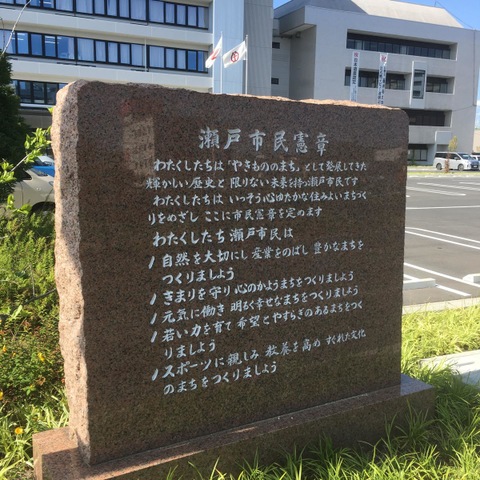 瀬戸市民憲章
わたくしたちは「やきもののまち」として発展してきた
輝かしい歴史と 限りない未来を持つ瀬戸市民です
わたくしたちは いっそう心ゆたかな住みよいまちづく
りをめざし ここに市民憲章を定めます
わたくしたち瀬戸市民は
ノ自然を大切にし 産業をのばし 豊かなまちを
つくりましょう
ノきまりを守り 心のかようまちをつくりましょう
ノ元気に働き 明るく幸せなまちをつくりましょう
ノ若い力を育て 希望とやすらぎのあるまちをつく
りましょう
ノスポーツに親しみ 教養を高め すぐれた文化
のまちをつくりましょう